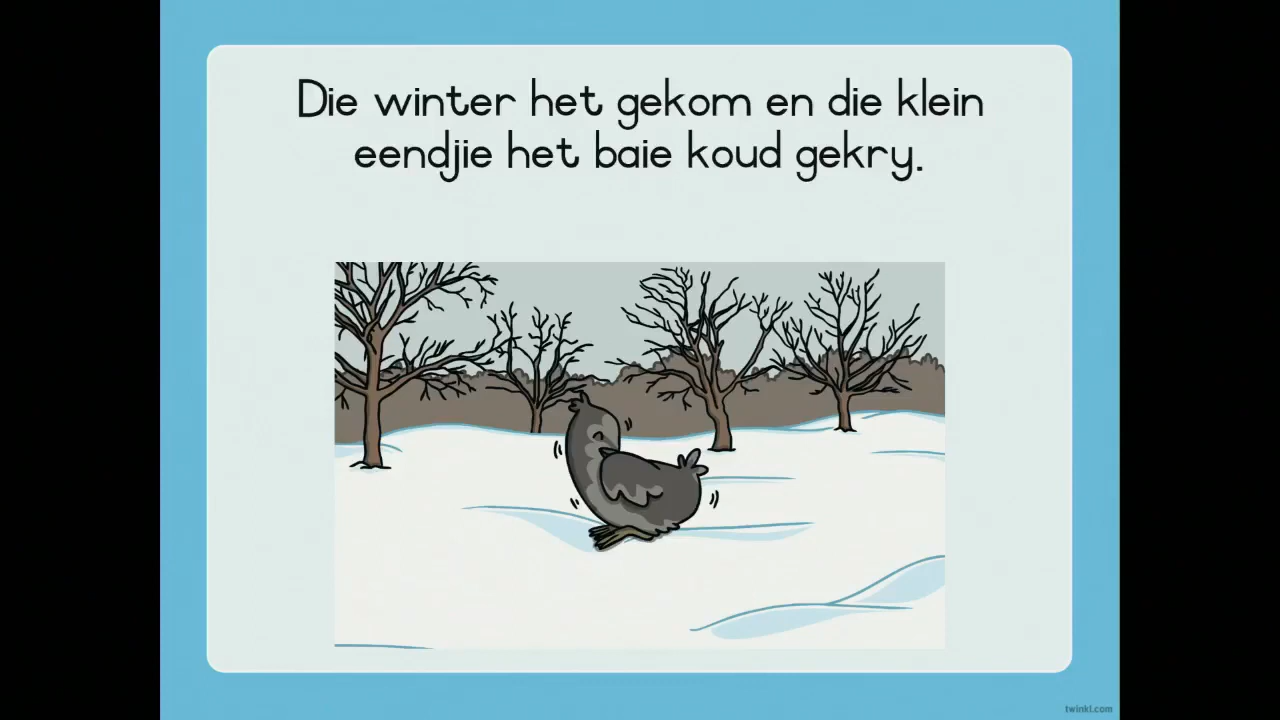 Die winter het gekom en die klein
eendjie het baie koud gekry.
twinkl.com